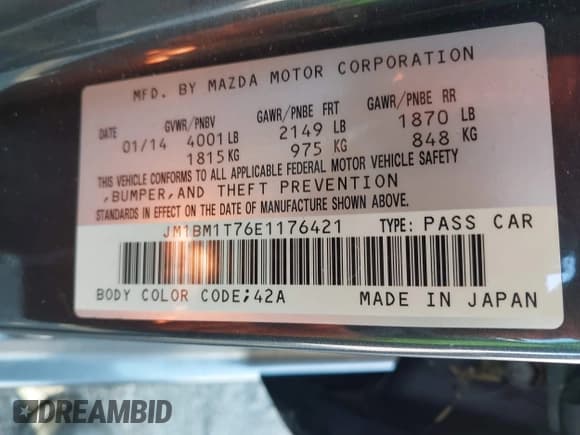 MFD. BY MAZDA MOTOR CORPORATION
DATE GVWR/PNBV GAWR/PNBE FRT GAWR/PNBE RR
01/14 4001 LB 2149 LB 1870 LB
1815 KG 975 KG 848 KG
THIS VEHICLE CONFORMS TO ALL APPLICABLE FEDERAL MOTOR VEHICLE SAFETY
,BUMPER,AND THEFT PREVENTION
STANDARDS IN EFFECT ON THE DATE OF MANUFACTURE SHOWN ABOVE.
JM1BM1T76E1176421 TYPE: PASS CAR
BODY COLOR CODE;42A MADE IN JAPAN
DREAMBID